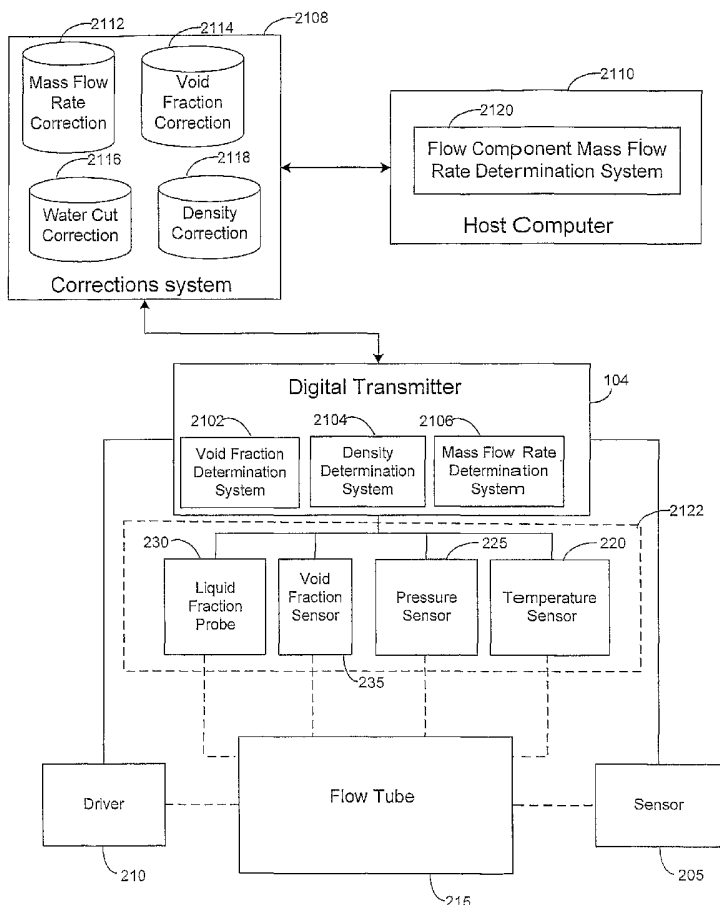 2112
2114
2108
Mass Flow
Rate
Correction
Void
Fraction
Correction
2116
2118
Water Cut
Correction
Density
Correction
Corrections system
2110
2120
Flow Component Mass Flow
Rate Determination System
Host Computer
Digital Transmitter
104
2102
2104
2106
Void Fraction
Determination
System
Density
Determination
System
Mass Flow Rate
Determination
System
2122
230
225
220
Liquid
Fraction
Probe
Void
Fraction
Sensor
Pressure
Sensor
Temperature
Sensor
235
Driver
Flow Tube
Sensor
210
215
205